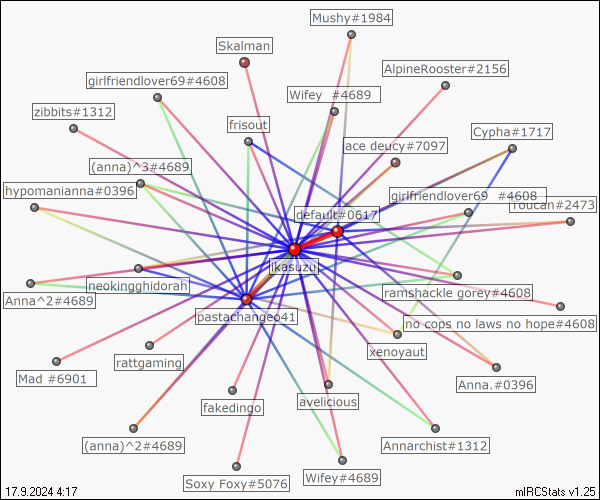 Mushy#1984
Skalman
AlpineRooster#2156
girlfriendlover69#4608
Wifey #4689
zibbits#1312
frisout
Cypha#1717
ace deucy#7097
(anna)^3#4689
hypomanianna#0396
girlfriendlover69 #4608
Toucan#2473
default#0617
ikasuzu
neokingghidorah
ramshackle gorey#4608
Anna^2#4689
pastachangeo41
no cops no laws no hope#4608
xenoyaut
rattgaming
Mad #6901
Anna.#0396
avelicious
fakedingo
(anna)^2#4689
Annarchist#1312
Wifey#4689
Soxy Foxy#5076
17.9.2024 4:17
mIRCStats v1.25